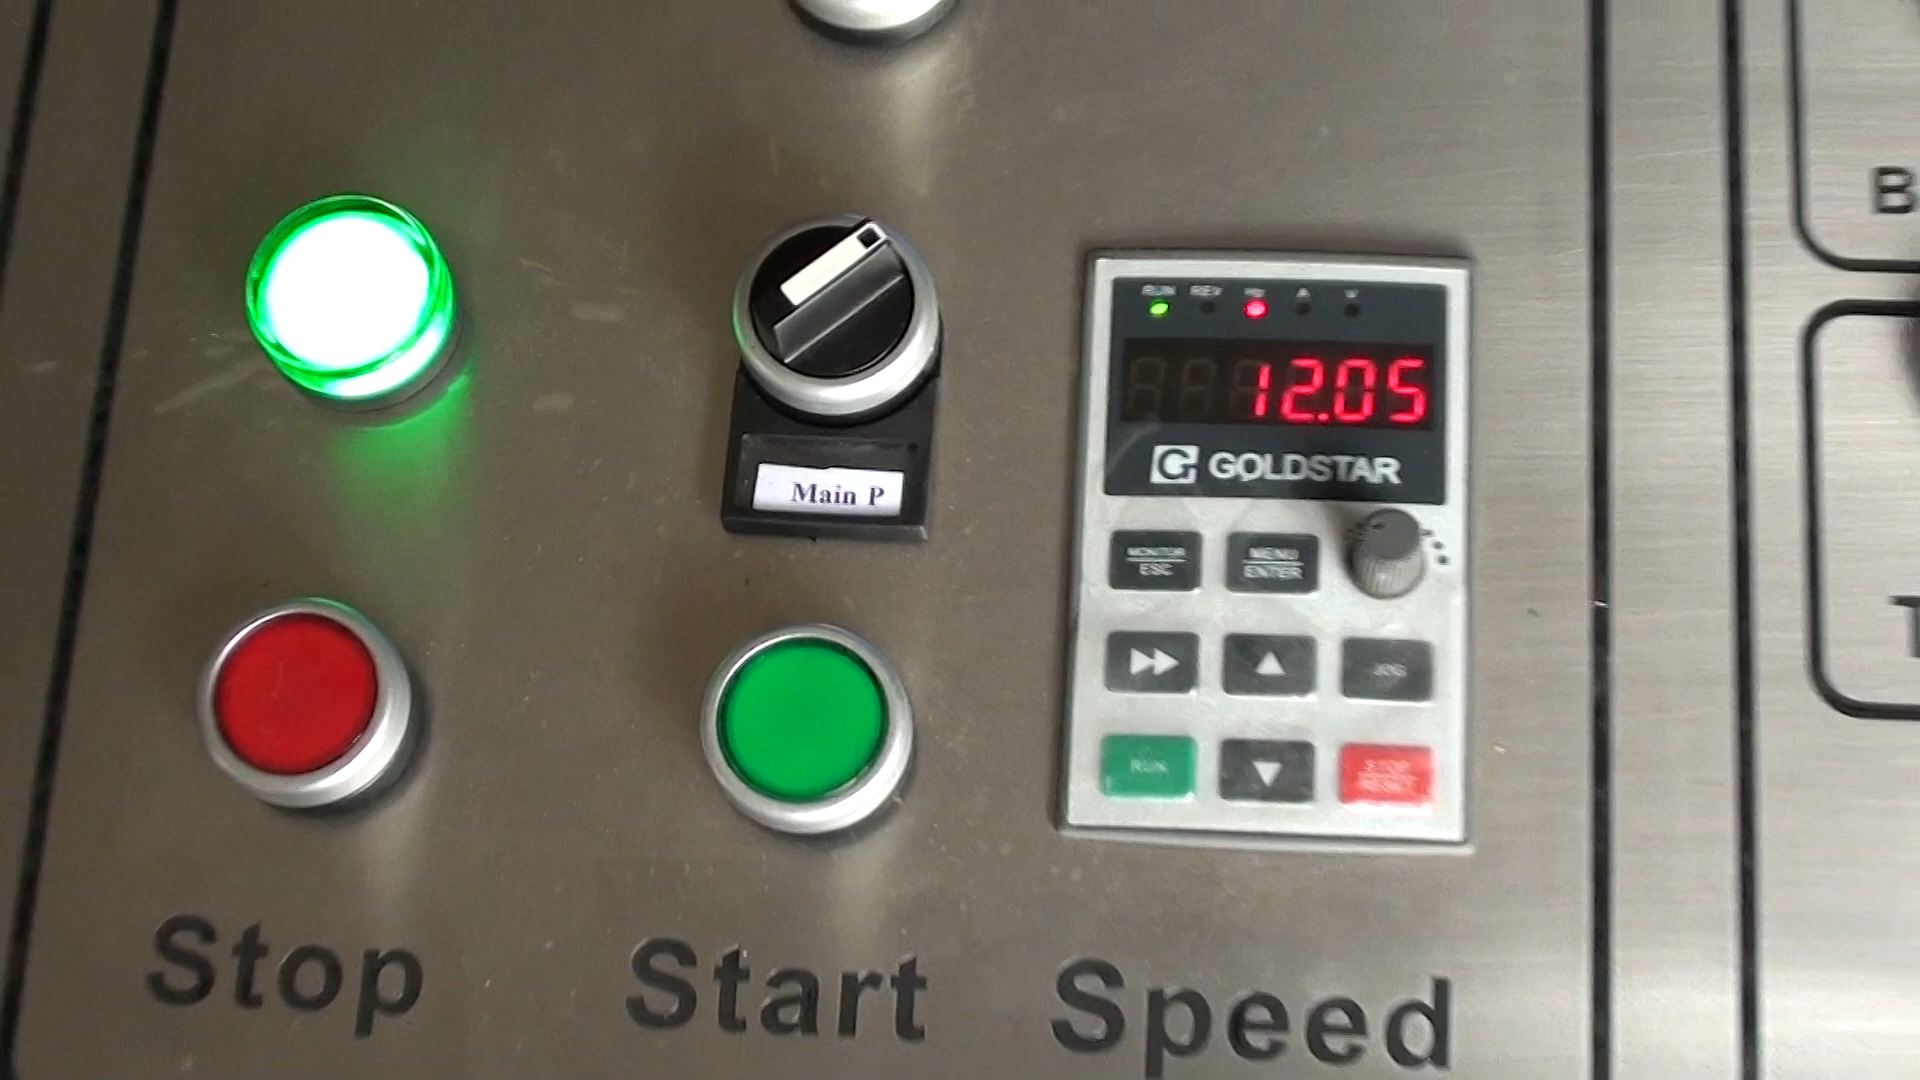 B
RUN REV Hz A V
12.05
G GOLDSTAR
Main P
MONITOR
ESC
MENU
ENTER
JOG
RUN
STOP
RESET
Stop
Start
Speed